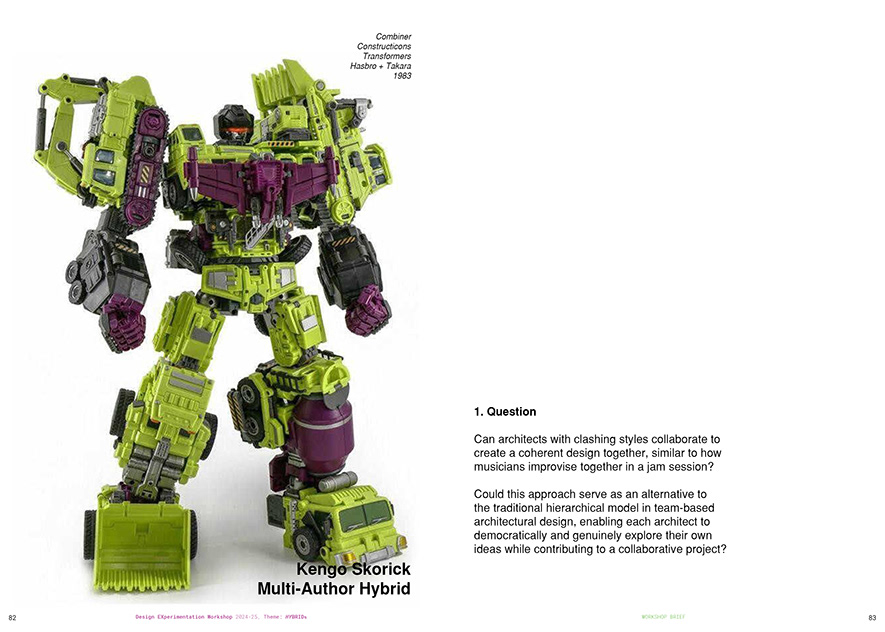 Combiner
Constructicons
Transformers
Hasbro + Takara
1983
Kengo Skorick
Multi-Author Hybrid
82
Design EXperimentation Workshop 2024-25. Theme: HYBRIDs
1. Question
Can architects with clashing styles collaborate to
create a coherent design together, similar to how
musicians improvise together in a jam session?
Could this approach serve as an alternative to
the traditional hierarchical model in team-based
architectural design, enabling each architect to
democratically and genuinely explore their own
ideas while contributing to a collaborative project?
WORKSHOP BRIEF
83